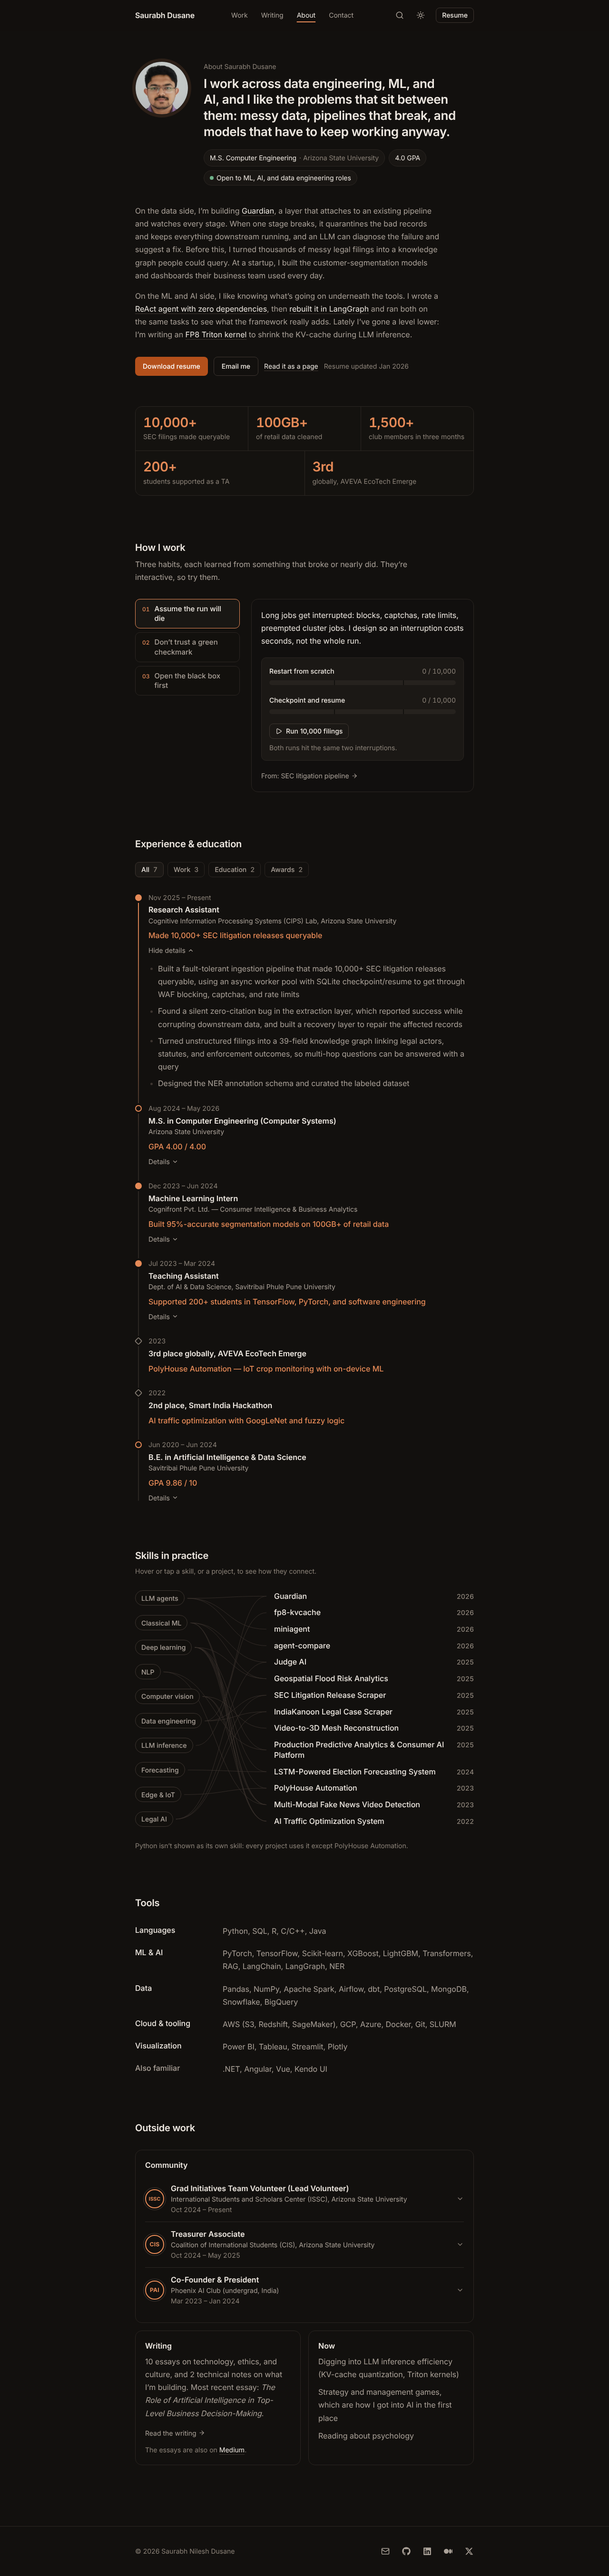 Saurabh Dusane
Work
Writing
About
Contact
Resume
About Saurabh Dusane
I work across data engineering, ML, and
AI, and I like the problems that sit between
them: messy data, pipelines that break, and
models that have to keep working anyway.
M.S. Computer Engineering · Arizona State University
4.0 GPA
Open to ML, AI, and data engineering roles
On the data side, I'm building Guardian, a layer that attaches to an existing pipeline
and watches every stage. When one stage breaks, it quarantines the bad records
and keeps everything downstream running, and an LLM can diagnose the failure and
suggest a fix. Before this, I turned thousands of messy legal filings into a knowledge
graph people could query. At a startup, I built the customer-segmentation models
and dashboards their business team used every day.
On the ML and AI side, I like knowing what's going on underneath the tools. I wrote a
ReAct agent with zero dependencies, then rebuilt it in LangGraph and ran both on
the same tasks to see what the framework really adds. Lately I've gone a level lower:
I'm writing an FP8 Triton kernel to shrink the KV-cache during LLM inference.
Download resume
Email me
Read it as a page
Resume updated Jan 2026
10,000+
SEC filings made queryable
100GB+
of retail data cleaned
1,500+
club members in three months
200+
students supported as a TA
3rd
globally, AVEVA EcoTech Emerge
How I work
Three habits, each learned from something that broke or nearly did. They're
interactive, so try them.
01 Assume the run will
die
02 Don't trust a green
checkmark
03 Open the black box
first
Long jobs get interrupted: blocks, captchas, rate limits,
preempted cluster jobs. I design so an interruption costs
seconds, not the whole run.
Restart from scratch
0 / 10,000
Checkpoint and resume
0 / 10,000
Run 10,000 filings
Both runs hit the same two interruptions.
From: SEC litigation pipeline →
Experience & education
All 7
Work 3
Education 2
Awards 2
Nov 2025 – Present
Research Assistant
Cognitive Information Processing Systems (CIPS) Lab, Arizona State University
Made 10,000+ SEC litigation releases queryable
Hide details
Built a fault-tolerant ingestion pipeline that made 10,000+ SEC litigation releases
queryable, using an async worker pool with SQLite checkpoint/resume to get through
WAF blocking, captchas, and rate limits
Found a silent zero-citation bug in the extraction layer, which reported success while
corrupting downstream data, and built a recovery layer to repair the affected records
Turned unstructured filings into a 39-field knowledge graph linking legal actors,
statutes, and enforcement outcomes, so multi-hop questions can be answered with a
query
Designed the NER annotation schema and curated the labeled dataset
Aug 2024 – May 2026
M.S. in Computer Engineering (Computer Systems)
Arizona State University
GPA 4.00 / 4.00
Details
Dec 2023 – Jun 2024
Machine Learning Intern
Cognifront Pvt. Ltd. — Consumer Intelligence & Business Analytics
Built 95%-accurate segmentation models on 100GB+ of retail data
Details
Jul 2023 – Mar 2024
Teaching Assistant
Dept. of AI & Data Science, Savitribai Phule Pune University
Supported 200+ students in TensorFlow, PyTorch, and software engineering
Details
2023
3rd place globally, AVEVA EcoTech Emerge
PolyHouse Automation — IoT crop monitoring with on-device ML
2022
2nd place, Smart India Hackathon
AI traffic optimization with GoogLeNet and fuzzy logic
Jun 2020 – Jun 2024
B.E. in Artificial Intelligence & Data Science
Savitribai Phule Pune University
GPA 9.86 / 10
Details
Skills in practice
Hover or tap a skill, or a project, to see how they connect.
LLM agents
Classical ML
Deep learning
NLP
Computer vision
Data engineering
LLM inference
Forecasting
Edge & IoT
Legal AI
Guardian 2026
fp8-kvcache 2026
miniagent 2026
agent-compare 2026
Judge AI 2025
Geospatial Flood Risk Analytics 2025
SEC Litigation Release Scraper 2025
IndiaKanoon Legal Case Scraper 2025
Video-to-3D Mesh Reconstruction 2025
Production Predictive Analytics & Consumer AI 2025
Platform
LSTM-Powered Election Forecasting System 2024
PolyHouse Automation 2023
Multi-Modal Fake News Video Detection 2023
AI Traffic Optimization System 2022
Python isn't shown as its own skill: every project uses it except PolyHouse Automation.
Tools
Languages
Python, SQL, R, C/C++, Java
ML & AI
PyTorch, TensorFlow, Scikit-learn, XGBoost, LightGBM, Transformers,
RAG, LangChain, LangGraph, NER
Data
Pandas, NumPy, Apache Spark, Airflow, dbt, PostgreSQL, MongoDB,
Snowflake, BigQuery
Cloud & tooling
AWS (S3, Redshift, SageMaker), GCP, Azure, Docker, Git, SLURM
Visualization
Power BI, Tableau, Streamlit, Plotly
Also familiar
.NET, Angular, Vue, Kendo UI
Outside work
Community
ISSC
Grad Initiatives Team Volunteer (Lead Volunteer)
International Students and Scholars Center (ISSC), Arizona State University
Oct 2024 – Present
CIS
Treasurer Associate
Coalition of International Students (CIS), Arizona State University
Oct 2024 – May 2025
PAI
Co-Founder & President
Phoenix AI Club (undergrad, India)
Mar 2023 – Jan 2024
Writing
10 essays on technology, ethics, and
culture, and 2 technical notes on what
I'm building. Most recent essay: The
Role of Artificial Intelligence in Top-
Level Business Decision-Making.
Read the writing →
The essays are also on Medium.
Now
Digging into LLM inference efficiency
(KV-cache quantization, Triton kernels)
Strategy and management games,
which are how I got into AI in the first
place
Reading about psychology
© 2026 Saurabh Nilesh Dusane